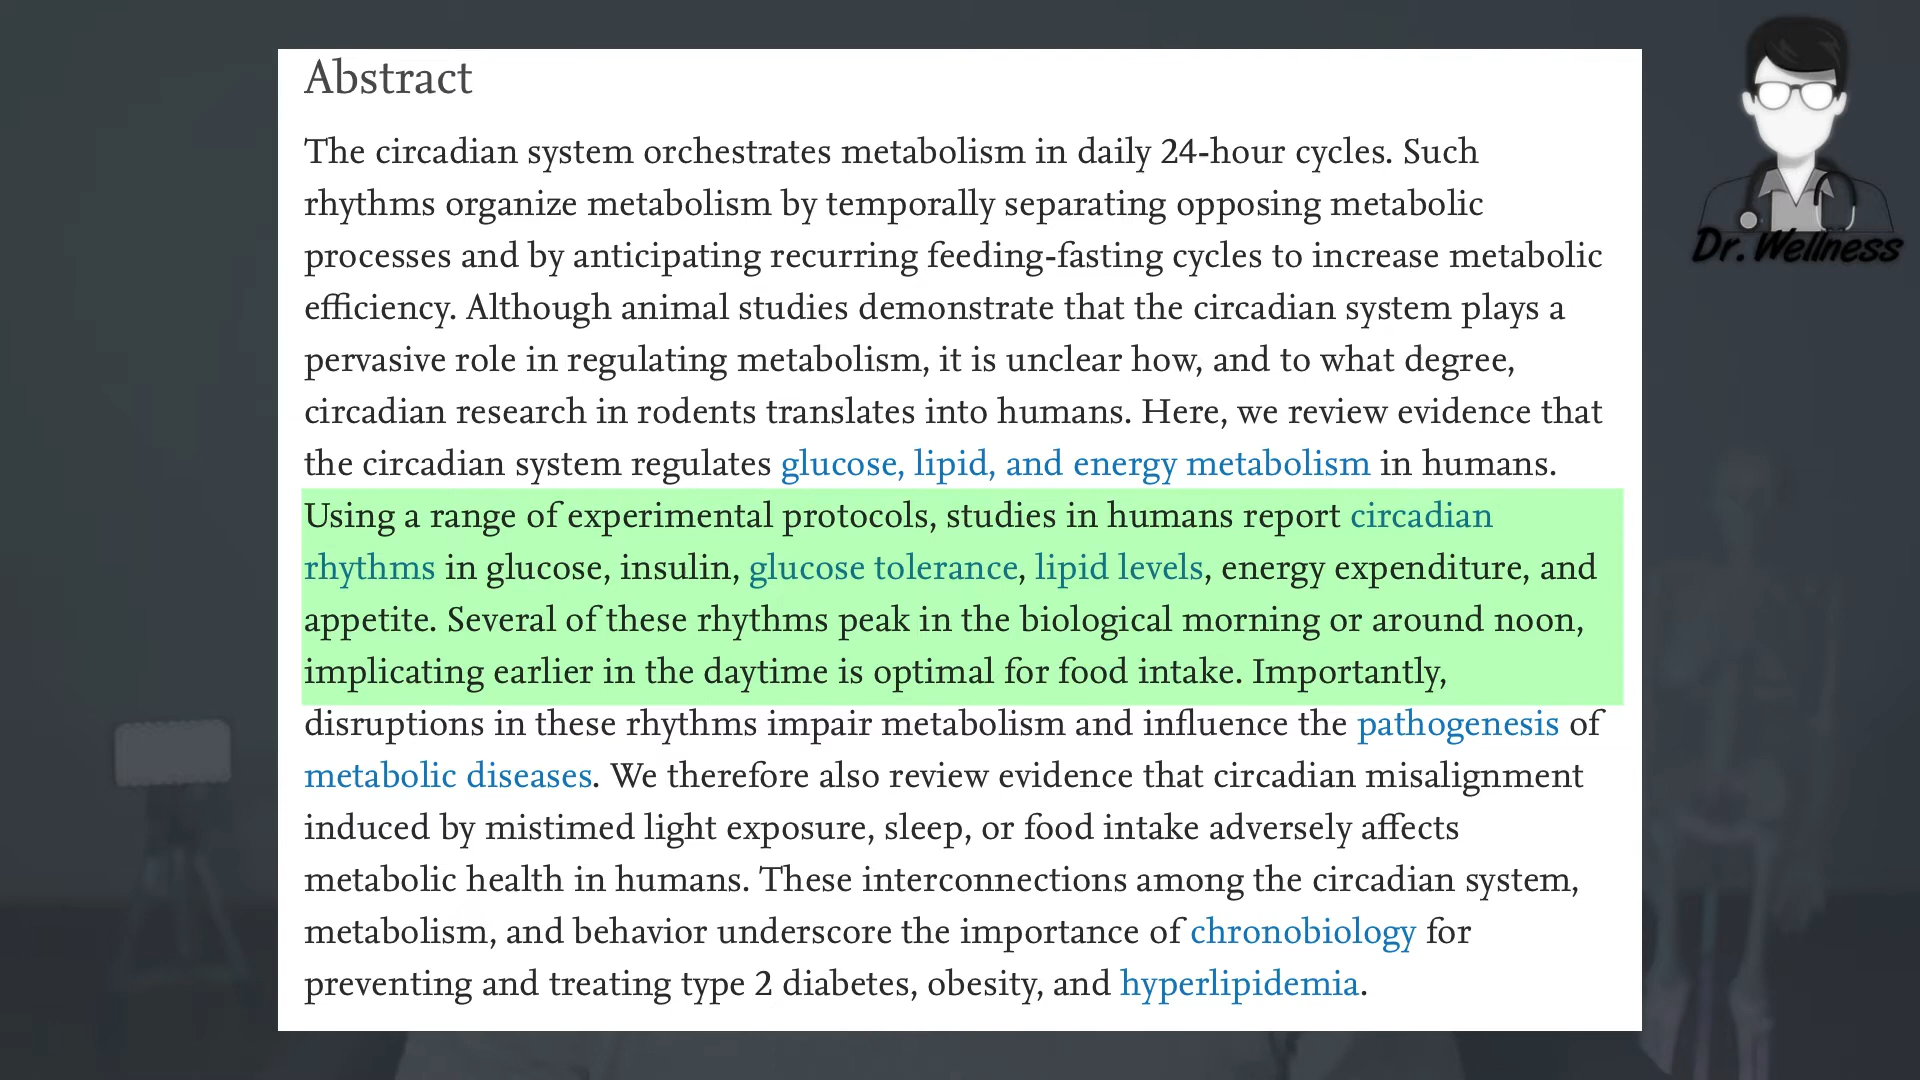 Abstract
The circadian system orchestrates metabolism in daily 24-hour cycles. Such
rhythms organize metabolism by temporally separating opposing metabolic
processes and by anticipating recurring feeding-fasting cycles to increase metabolic
efficiency. Although animal studies demonstrate that the circadian system plays a
pervasive role in regulating metabolism, it is unclear how, and to what degree,
circadian research in rodents translates into humans. Here, we review evidence that
the circadian system regulates glucose, lipid, and energy metabolism in humans.
Using a range of experimental protocols, studies in humans report circadian
rhythms in glucose, insulin, glucose tolerance, lipid levels, energy expenditure, and
appetite. Several of these rhythms peak in the biological morning or around noon,
implicating earlier in the daytime is optimal for food intake. Importantly,
disruptions in these rhythms impair metabolism and influence the pathogenesis of
metabolic diseases. We therefore also review evidence that circadian misalignment
induced by mistimed light exposure, sleep, or food intake adversely affects
metabolic health in humans. These interconnections among the circadian system,
metabolism, and behavior underscore the importance of chronobiology for
preventing and treating type 2 diabetes, obesity, and hyperlipidemia.
Dr. Wellness